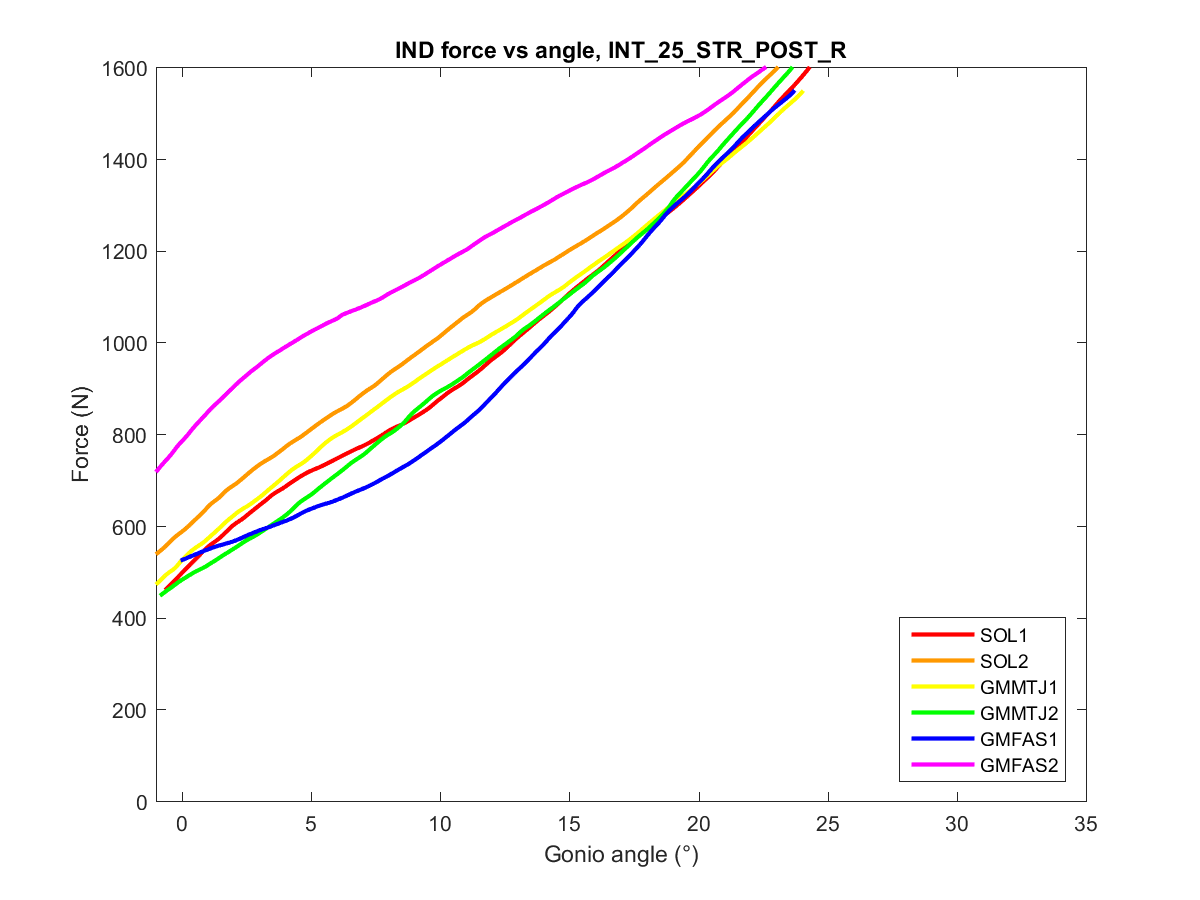 IND force vs angle, INT_25_STR_POST_R
1600
1400
1200
1000
800
600
400
200
0
Force (N)
0 5 10 15 20 25 30 35
Gonio angle (°)
SOL1
SOL2
GMMTJ1
GMMTJ2
GMFAS1
GMFAS2